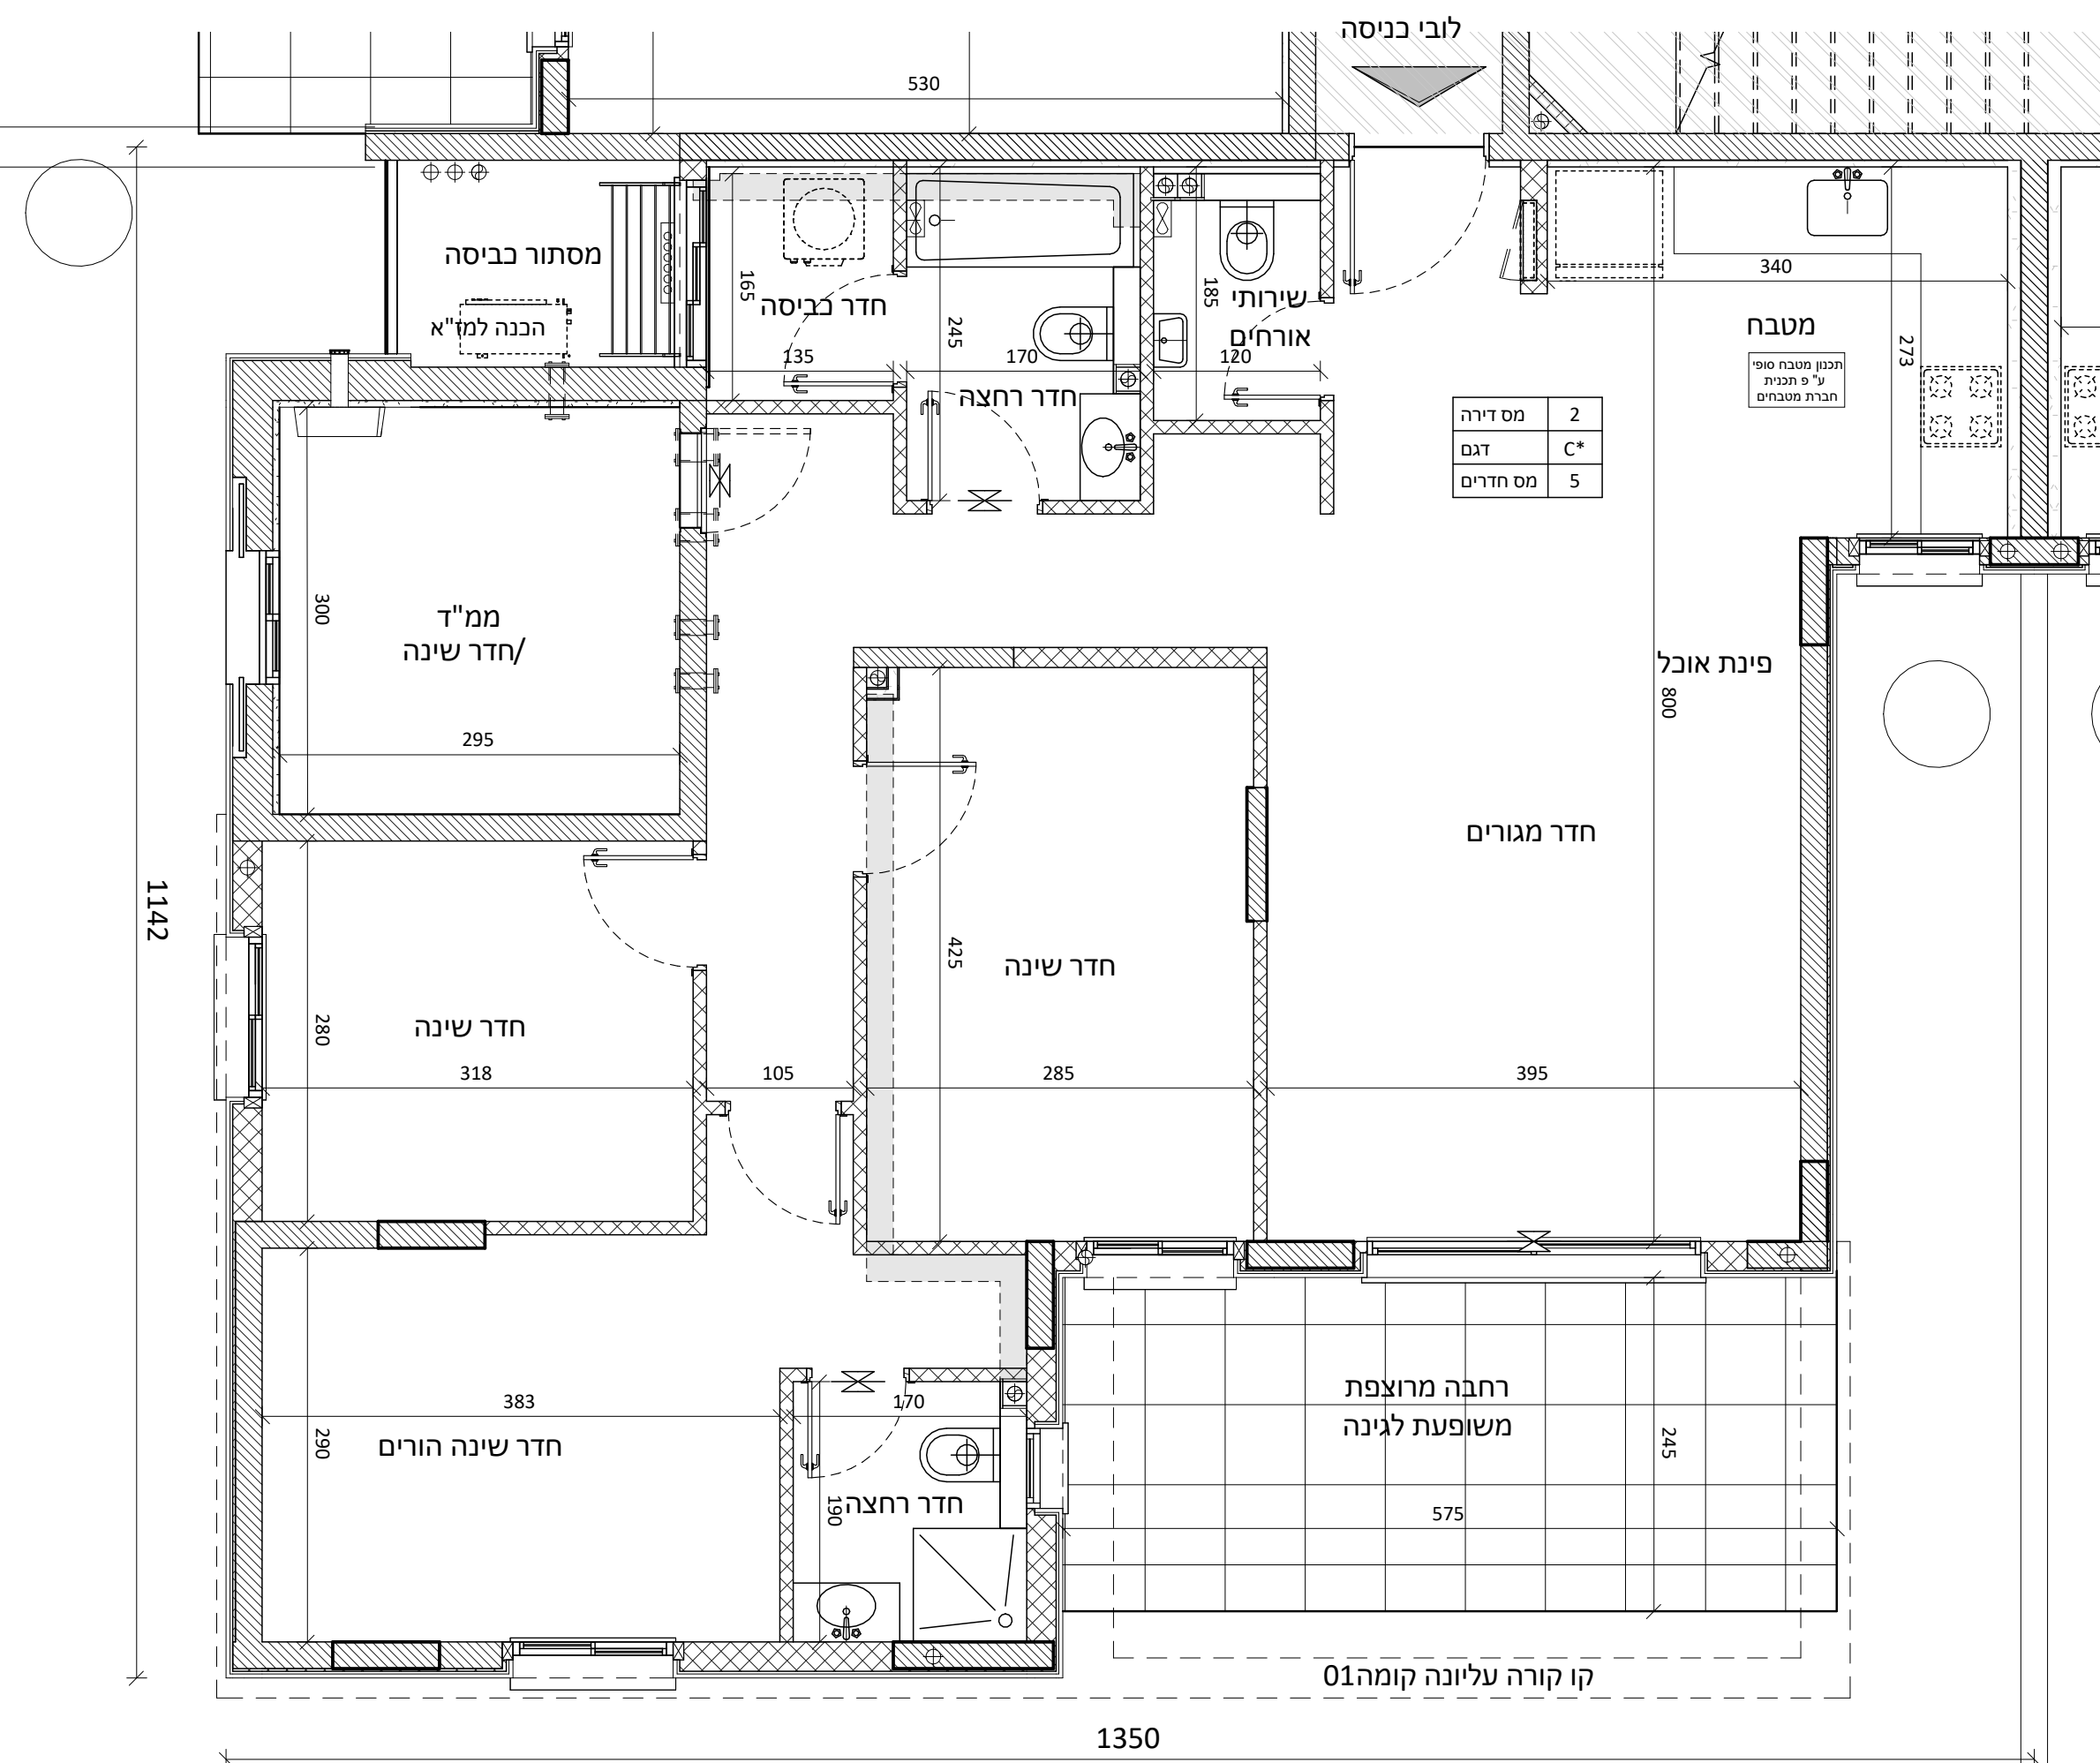 לובי כניסה
530
מסתור כביסה
הכנה למז"א
165
חדר כביסה
135
245
170
חדר רחצה
185
שירותי
אורחים
120
340
מטבח
תכנון מטבח סופי
ע" פ תכנית
חברת מטבחים
273
מס דירה 2
דגם C*
מס חדרים 5
300
ממ"ד
/חדר שינה
295
פינת אוכל
800
חדר מגורים
1142
425
חדר שינה
280
חדר שינה
318
105
285
395
383
170
290
חדר שינה הורים
190
חדר רחצה
רחבה מרוצפת
משופעת לגינה
245
575
קו קורה עליונה קומה01
1350